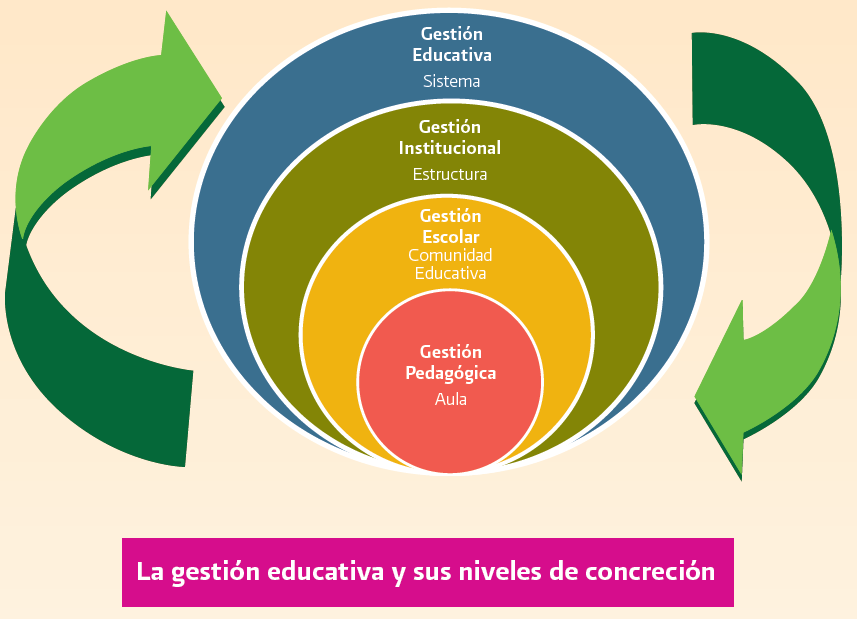 Gestión
Educativa
Sistema
Gestión
Institucional
Estructura
Gestión
Escolar
Comunidad
Educativa
Gestión
Pedagógica
Aula
La gestión educativa y sus niveles de concreción